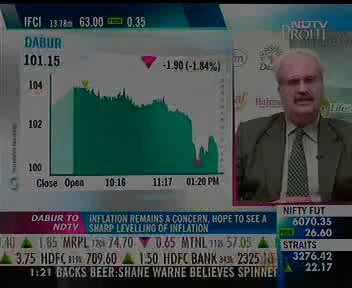 IFCI 13.78m 63.00 0.35
NDTV
PROFIT
DABUR
101.15
-1.90 (-1.84%)
104
102
100
Close Open 10:16 11:17 01:20 PM
DABUR TO NDTV
INFLATION REMAINS A CONCERN, HOPE TO SEE A
SHARP LEVELLING OF INFLATION
NIFTY FUT
6070.35
26.60
STRAITS
3276.42
22.17
1.85 MRPL 74.70 0.65 MTNL 57.05
3.75 HDFC 709.60 1.50 HDFC BANK 2325
1:21 BACKS BEER:SHANE WARNE BELIEVES SPINNER